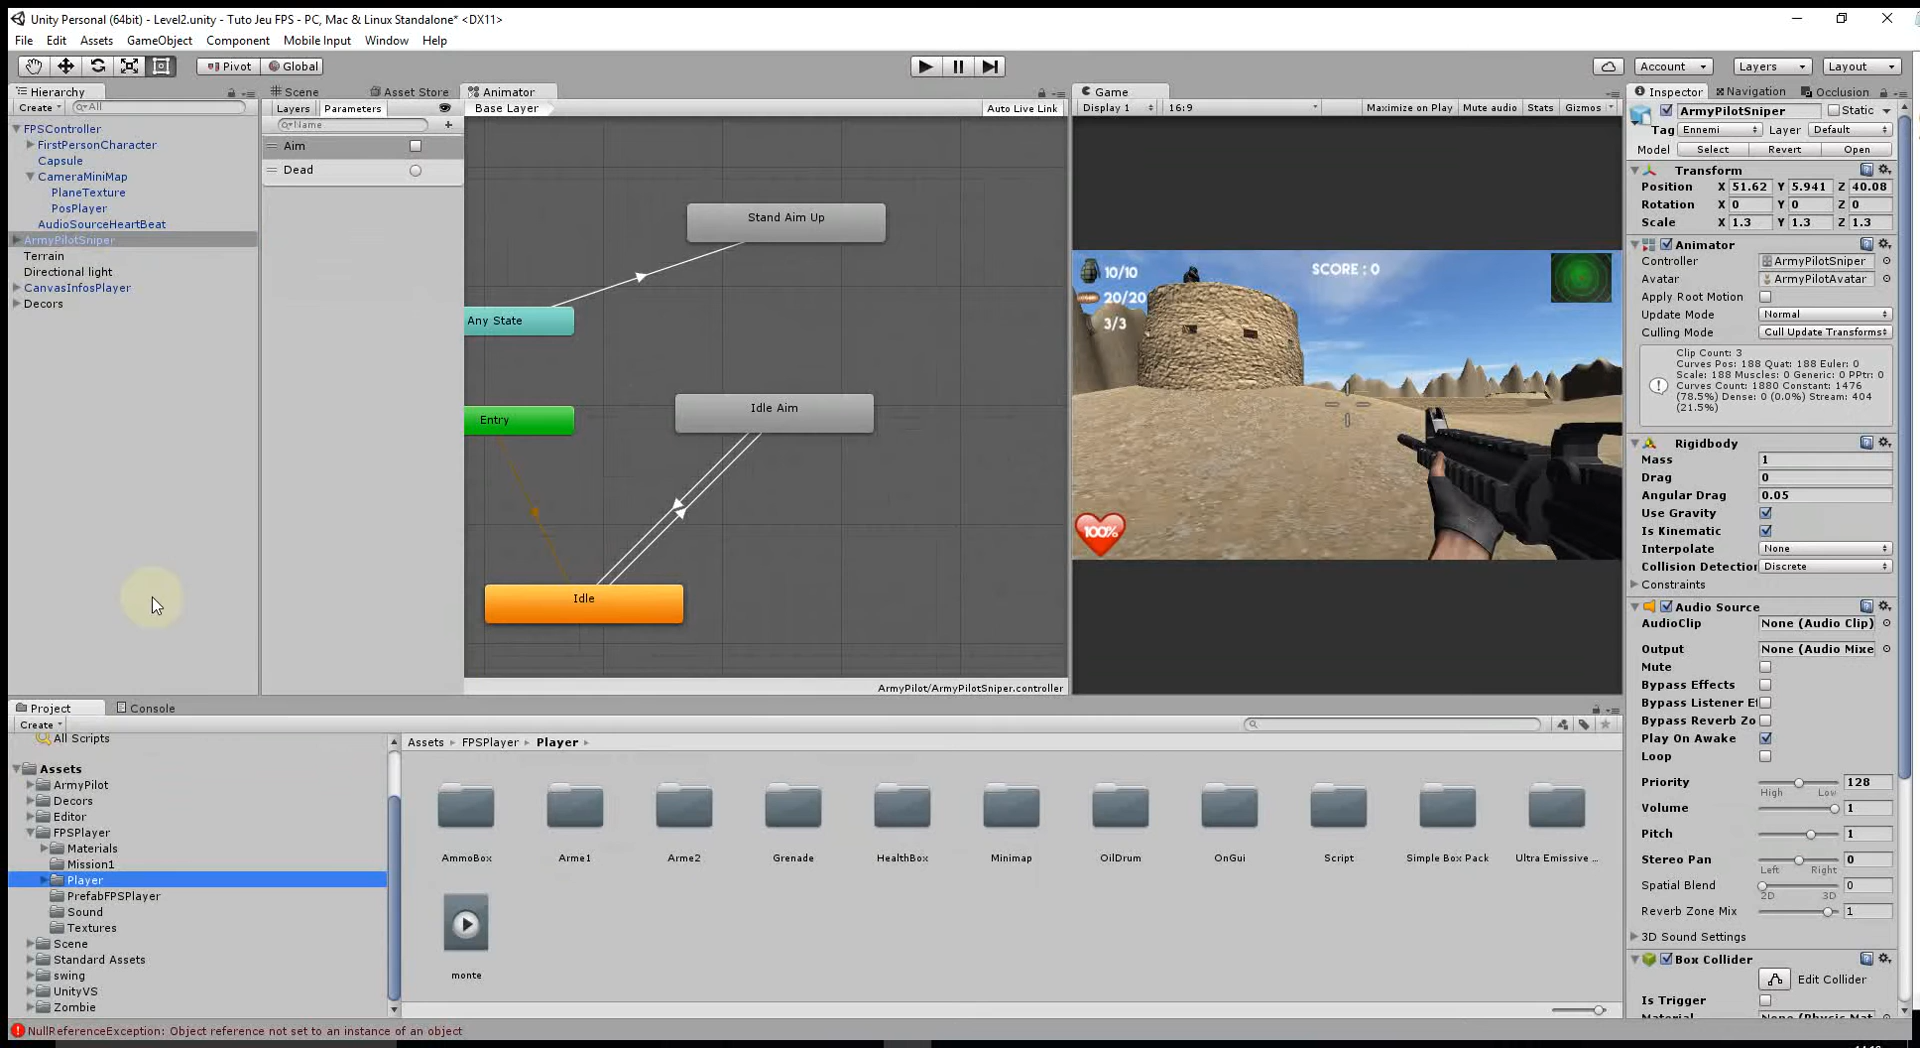 Unity Personal (64bit) - Level2.unity - Tuto Jeu FPS - PC, Mac & Linux Standalone* <DX11>
File Edit Assets GameObject Component Mobile Input Window Help
Pivot Global Account Layers Layout
Hierarchy
Create All
FPSController
FirstPersonCharacter
Capsule
CameraMiniMap
PlaneTexture
PosPlayer
AudioSourceHeartBeat
ArmyPilotSniper
Terrain
Directional light
CanvasInfosPlayer
Decors
Scene Asset Store Animator
Layers Parameters Base Layer Auto Live Link
Name
Aim
Dead
Stand Aim Up
Any State
Idle Aim
Entry
Idle
ArmyPilot/ArmyPilotSniper.controller
Game
Display 1 16:9 Maximize on Play Mute audio Stats Gizmos
10/10
20/20
3/3
SCORE : 0
100%
Inspector Navigation Occlusion
ArmyPilotSniper Static
Tag Ennemi Layer Default
Model Select Revert Open
Transform
Position X 51.62 Y 5.941 Z 40.08
Rotation X 0 Y 0 Z 0
Scale X 1.3 Y 1.3 Z 1.3
Animator
Controller ArmyPilotSniper
Avatar ArmyPilotAvatar
Apply Root Motion
Update Mode Normal
Culling Mode Cull Update Transforms
Clip Count: 3
Curves Pos: 188 Quat: 188 Euler: 0
Scale: 188 Muscles: 0 Generic: 0 PPtr: 0
Curves Count: 1880 Constant: 1476
(78.5%) Dense: 0 (0.0%) Stream: 404
(21.5%)
Rigidbody
Mass 1
Drag 0
Angular Drag 0.05
Use Gravity
Is Kinematic
Interpolate None
Collision Detection Discrete
Constraints
Audio Source
AudioClip None (Audio Clip)
Output None (Audio Mixe
Mute
Bypass Effects
Bypass Listener E
Bypass Reverb Zo
Play On Awake
Loop
Priority 128
High Low
Volume 1
Pitch 1
Stereo Pan 0
Left Right
Spatial Blend 0
2D 3D
Reverb Zone Mix 1
3D Sound Settings
Box Collider
Edit Collider
Is Trigger
Project Console
Create
All Scripts
Assets
ArmyPilot
Decors
Editor
FPSPlayer
Materials
Mission1
Player
PrefabFPSPlayer
Sound
Textures
Scene
Standard Assets
swing
UnityVS
Zombie
Assets FPSPlayer Player
AmmoBox Arme1 Arme2 Grenade HealthBox Minimap OilDrum OnGui Script Simple Box Pack Ultra Emissive ...
monte
NullReferenceException: Object reference not set to an instance of an object